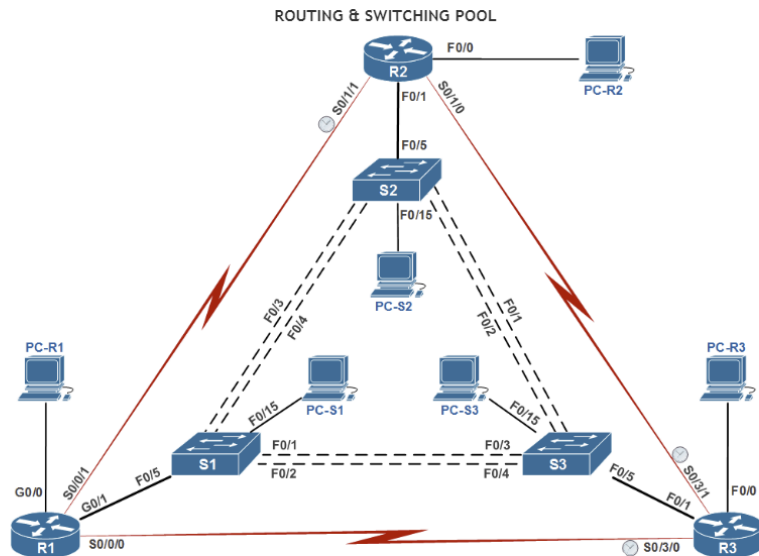 ROUTING & SWITCHING POOL
F0/0
R2
PC-R2
S0/1/1
F0/1
S0/1/0
F0/5
S2
F0/15
PC-S2
F0/3
F0/4
F0/1
F0/2
PC-R1
PC-R3
PC-S1
PC-S3
F0/15
F0/15
S0/0/1
F0/1
F0/3
S1
S3
F0/2
F0/4
S0/3/1
G0/0
G0/1
F0/5
F0/5
F0/1
F0/0
R1
S0/0/0
S0/3/0
R3